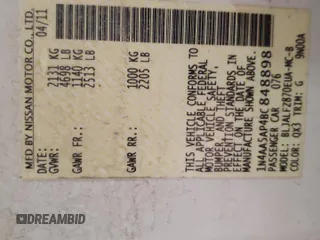 MFD BY NISSAN MOTOR CO., LTD.
DATE: 04/11
GVWR: 2131 KG
4698 LB
GAWR FR.: 1140 KG
2513 LB
GAWR RR.: 1000 KG
2205 LB
THIS VEHICLE CONFORMS TO
ALL APPLICABLE FEDERAL
MOTOR VEHICLE SAFETY,
BUMPER, AND THEFT
PREVENTION STANDARDS IN
EFFECT ON THE DATE OF
MANUFACTURE SHOWN ABOVE.
1N4AA5AP4BC848898
PASSENGER CAR 076
MODEL: BLJALFZ870EUA-MC-B
COLOR: QX3 TRIM: G 9N00A
DREAMBID